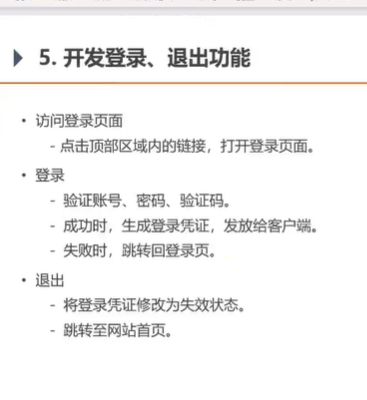 5. 开发登录、退出功能
• 访问登录页面
- 点击顶部区域内的链接，打开登录页面。
• 登录
- 验证账号、密码、验证码。
- 成功时，生成登录凭证，发放给客户端。
- 失败时，跳转回登录页。
• 退出
- 将登录凭证修改为失效状态。
- 跳转至网站首页。